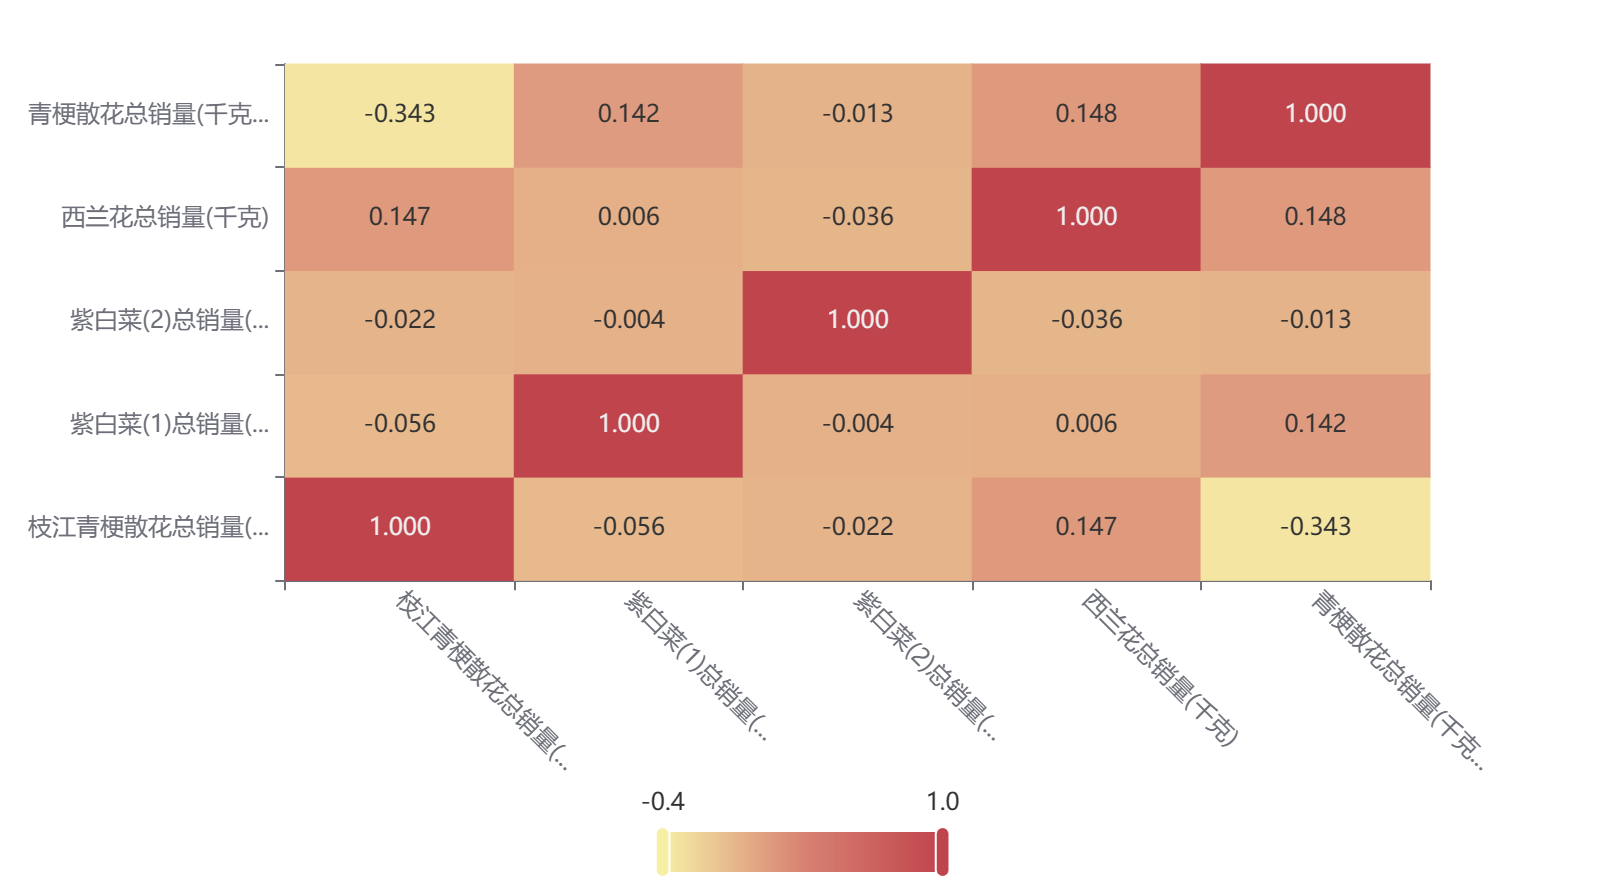 青梗散花总销量(千克... -0.343 0.142 -0.013 0.148 1.000
西兰花总销量(千克) 0.147 0.006 -0.036 1.000 0.148
紫白菜(2)总销量(... -0.022 -0.004 1.000 -0.036 -0.013
紫白菜(1)总销量(... -0.056 1.000 -0.004 0.006 0.142
枝江青梗散花总销量(... 1.000 -0.056 -0.022 0.147 -0.343
枝江青梗散花总销量(...
紫白菜(1)总销量(...
紫白菜(2)总销量(...
西兰花总销量(千克)
青梗散花总销量(千克...
-0.4 1.0